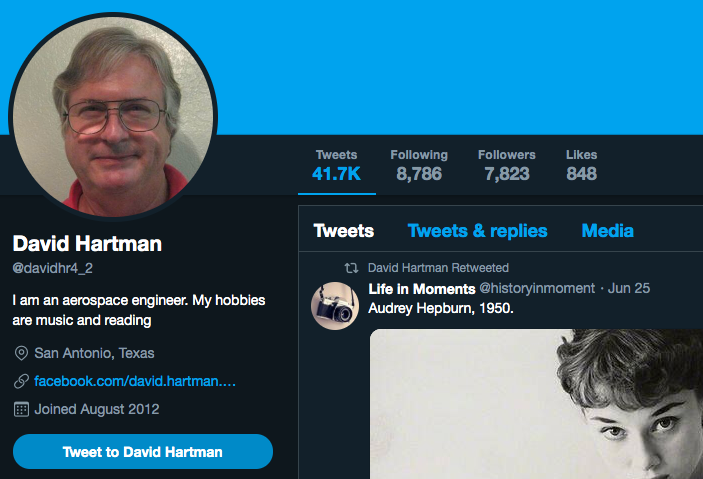 Tweets Following Followers Likes
41.7K 8,786 7,823 848
David Hartman
@davidhr4_2
I am an aerospace engineer. My hobbies
are music and reading
San Antonio, Texas
facebook.com/david.hartman....
Joined August 2012
Tweet to David Hartman
Tweets Tweets & replies Media
David Hartman Retweeted
Life in Moments @historyinmoment · Jun 25
Audrey Hepburn, 1950.